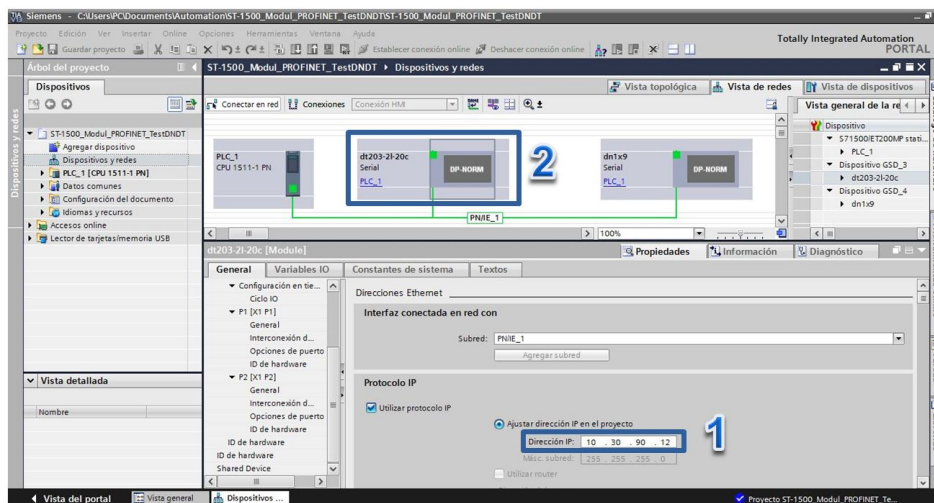 Siemens - C:\Users\PC\Documents\Automation\ST-1500_Modul_PROFINET_TestDNDT\ST-1500_Modul_PROFINET_TestDNDT
Proyecto Edición Ver Insertar Online Opciones Herramientas Ventana Ayuda
Guardar proyecto
Establecer conexión online
Deshacer conexión online
Totally Integrated Automation
PORTAL
Árbol del proyecto
ST-1500_Modul_PROFINET_TestDNDT ▸ Dispositivos y redes
Dispositivos
Vista topológica
Vista de redes
Vista de dispositivos
Conectar en red
Conexiones
Conexión HMI
Vista general de la re
Dispositivos y redes
ST-1500_Modul_PROFINET_TestDNDT
Agregar dispositivo
Dispositivos y redes
PLC_1 [CPU 1511-1 PN]
Datos comunes
Configuración del documento
Idiomas y recursos
Accesos online
Lector de tarjetas/memoria USB
PLC_1
CPU 1511-1 PN
dt203-2l-20c
Serial
PLC_1
DP-NORM
2
dn1x9
Serial
PLC_1
DP-NORM
PN/IE_1
100%
Dispositivo
S71500/ET200MP stati...
PLC_1
Dispositivo GSD_3
dt203-2l-20c
Dispositivo GSD_4
dn1x9
dt203-2l-20c [Module]
Propiedades
Información
Diagnóstico
General
Variables IO
Constantes de sistema
Textos
Configuración en tie...
Ciclo IO
P1 [X1 P1]
General
Interconexión d...
Opciones de puerto
ID de hardware
P2 [X1 P2]
General
Interconexión d...
Opciones de puerto
ID de hardware
ID de hardware
ID de hardware
Shared Device
Direcciones Ethernet
Interfaz conectada en red con
Subred: PN/IE_1
Agregar subred
Protocolo IP
Utilizar protocolo IP
Ajustar dirección IP en el proyecto
Dirección IP: 10 . 30 . 90 . 12
1
Másc. subred: 255 . 255 . 255 . 0
Utilizar router
Vista detallada
Nombre
Vista del portal
Vista general
Dispositivos ...
Proyecto ST-1500_Modul_PROFINET_Te...